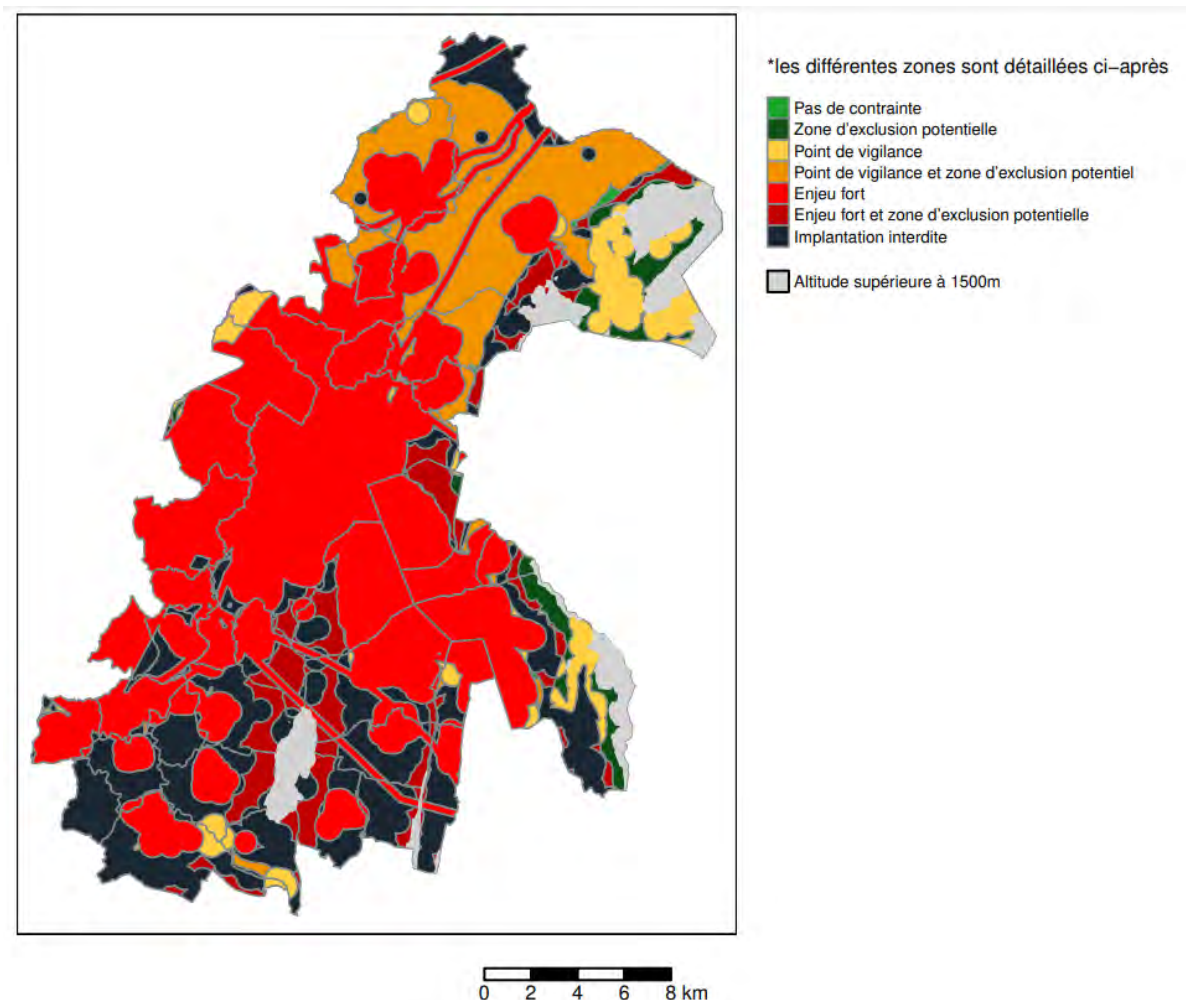 *les différentes zones sont détaillées ci–après
Pas de contrainte
Zone d'exclusion potentielle
Point de vigilance
Point de vigilance et zone d'exclusion potentiel
Enjeu fort
Enjeu fort et zone d'exclusion potentielle
Implantation interdite
Altitude supérieure à 1500m
0 2 4 6 8 km